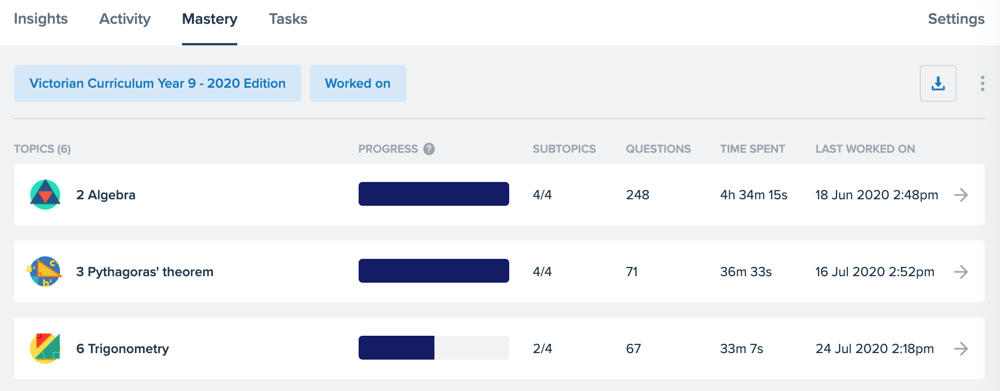 Insights Activity Mastery Tasks Settings
Victorian Curriculum Year 9 - 2020 Edition Worked on
TOPICS (6) PROGRESS ? SUBTOPICS QUESTIONS TIME SPENT LAST WORKED ON
2 Algebra 4/4 248 4h 34m 15s 18 Jun 2020 2:48pm
a² c² b² 3 Pythagoras' theorem 4/4 71 36m 33s 16 Jul 2020 2:52pm
6 Trigonometry 2/4 67 33m 7s 24 Jul 2020 2:18pm